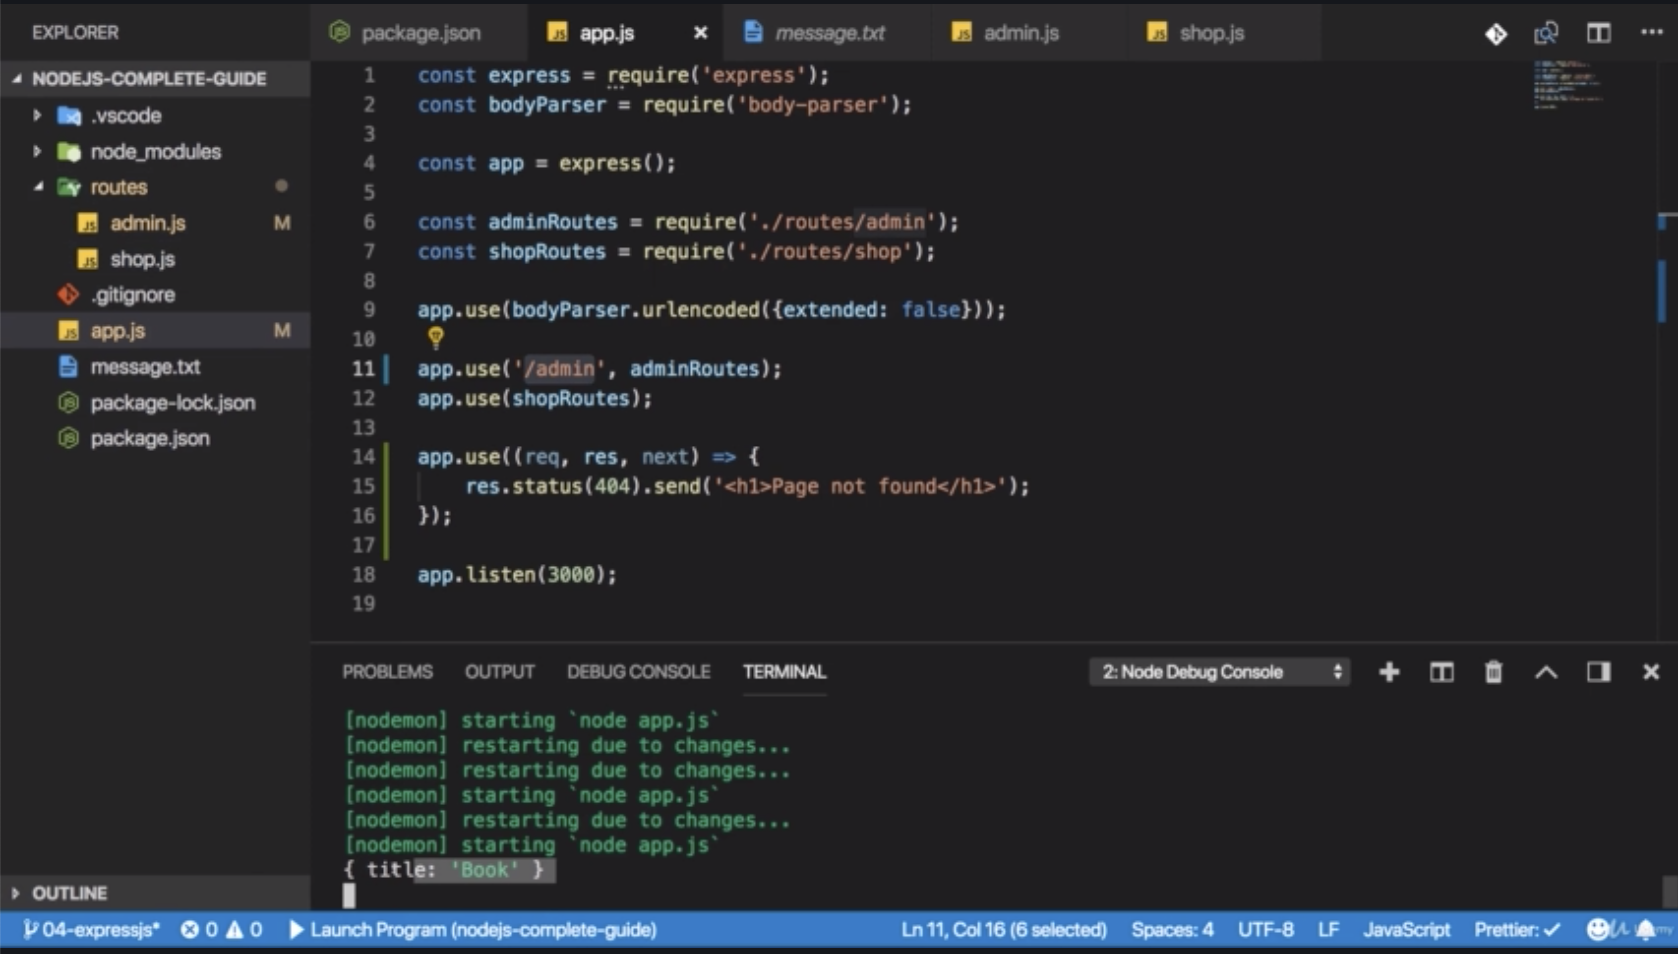 EXPLORER
package.json
app.js
message.txt
admin.js
shop.js
NODEJS-COMPLETE-GUIDE
.vscode
node_modules
routes
admin.js M
shop.js
.gitignore
app.js M
message.txt
package-lock.json
package.json
OUTLINE
1 const express = require('express');
2 const bodyParser = require('body-parser');
3
4 const app = express();
5
6 const adminRoutes = require('./routes/admin');
7 const shopRoutes = require('./routes/shop');
8
9 app.use(bodyParser.urlencoded({extended: false}));
10
11 app.use('/admin', adminRoutes);
12 app.use(shopRoutes);
13
14 app.use((req, res, next) => {
15 res.status(404).send('<h1>Page not found</h1>');
16 });
17
18 app.listen(3000);
19
PROBLEMS OUTPUT DEBUG CONSOLE TERMINAL 2: Node Debug Console
[nodemon] starting `node app.js`
[nodemon] restarting due to changes...
[nodemon] restarting due to changes...
[nodemon] starting `node app.js`
[nodemon] restarting due to changes...
[nodemon] starting `node app.js`
{ title: 'Book' }
04-expressjs* 0 0 Launch Program (nodejs-complete-guide) Ln 11, Col 16 (6 selected) Spaces: 4 UTF-8 LF JavaScript Prettier: ✓